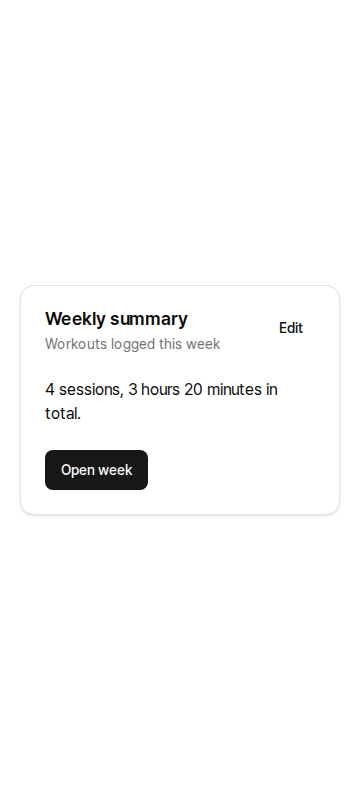 Weekly summary
Edit
Workouts logged this week
4 sessions, 3 hours 20 minutes in
total.
Open week